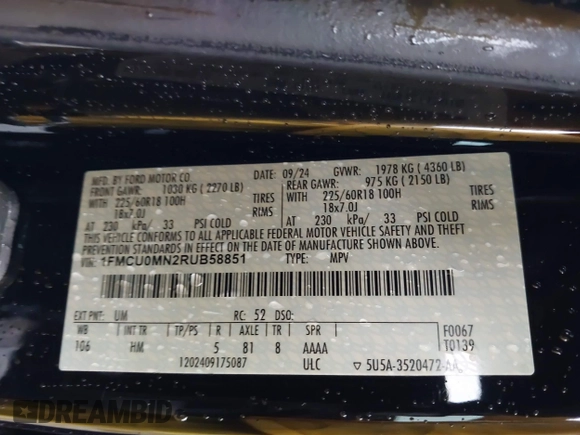 MFD. BY FORD MOTOR CO. DATE: 09/24 GVWR: 1978 KG ( 4360 LB)
FRONT GAWR: 1030 KG ( 2270 LB) REAR GAWR: 975 KG ( 2150 LB)
WITH 225/60R18 100H TIRES WITH 225/60R18 100H TIRES
18x7.0J RIMS 18x7.0J RIMS
AT 230 kPa/ 33 PSI COLD AT 230 kPa/ 33 PSI COLD
THIS VEHICLE CONFORMS TO ALL APPLICABLE FEDERAL MOTOR VEHICLE SAFETY AND THEFT
PREVENTION STANDARDS IN EFFECT ON THE DATE OF MANUFACTURE SHOWN ABOVE.
VIN: 1FMCU0MN2RUB58851 TYPE: MPV
EXT PNT: UM RC: 52 DSO: F0067
WB INT TR TP/PS R AXLE TR SPR T0139
106 HM 5 81 8 AAAA
1202409175087 ULC ▽ 5U5A-3520472-AA
DREAMBID